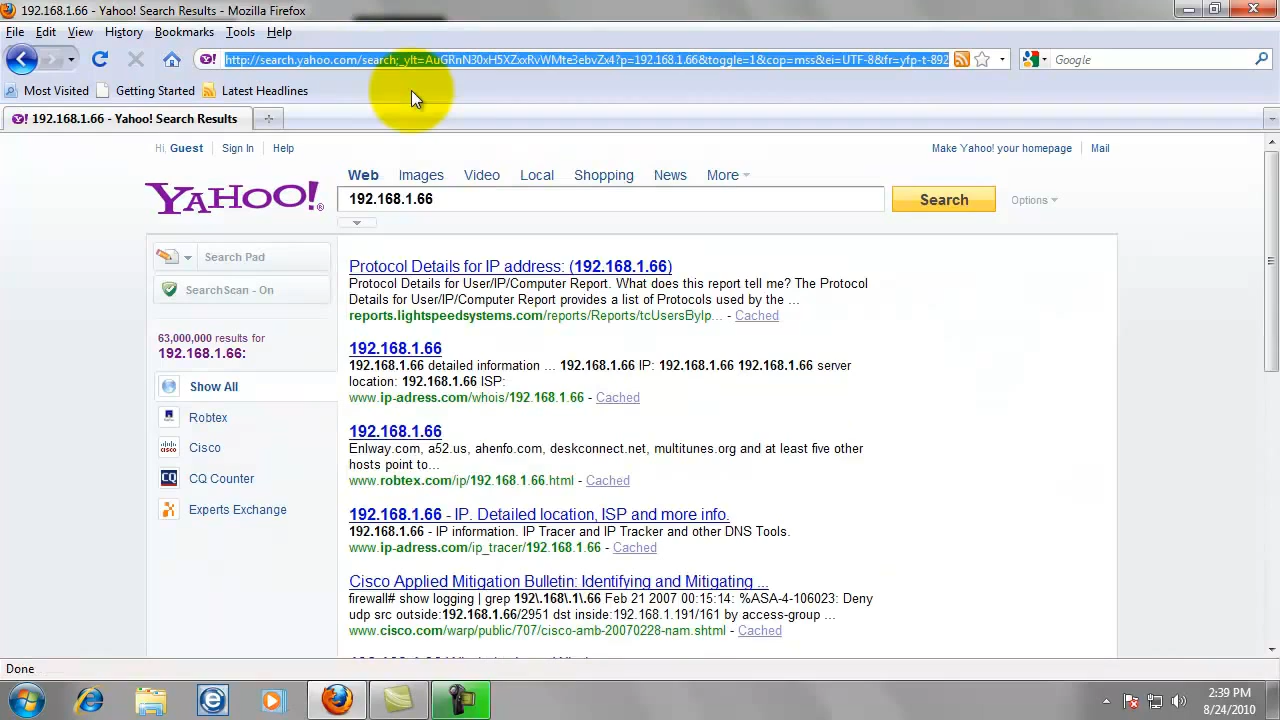 192.168.1.66 - Yahoo! Search Results - Mozilla Firefox
File Edit View History Bookmarks Tools Help
Y! http://search.yahoo.com/search;_ylt=AuGRnN30xH5XZxxRvWMte3ebvZx4?p=192.168.1.66&toggle=1&cop=mss&ei=UTF-8&fr=yfp-t-892 Google
Most Visited Getting Started Latest Headlines
Y! 192.168.1.66 - Yahoo! Search Results
Hi, Guest Sign In Help Make Yahoo! your homepage Mail
Web Images Video Local Shopping News More
YAHOO!® 192.168.1.66 Search Options
Search Pad
SearchScan - On
63,000,000 results for
192.168.1.66:
Show All
Robtex
cisco Cisco
CQ CQ Counter
Experts Exchange
Protocol Details for IP address: (192.168.1.66)
Protocol Details for User/IP/Computer Report. What does this report tell me? The Protocol
Details for User/IP/Computer Report provides a list of Protocols used by the ...
reports.lightspeedsystems.com/reports/Reports/tcUsersByIp... - Cached
192.168.1.66
192.168.1.66 detailed information ... 192.168.1.66 IP: 192.168.1.66 192.168.1.66 server
location: 192.168.1.66 ISP:
www.ip-adress.com/whois/192.168.1.66 - Cached
192.168.1.66
Enlway.com, a52.us, ahenfo.com, deskconnect.net, multitunes.org and at least five other
hosts point to...
www.robtex.com/ip/192.168.1.66.html - Cached
192.168.1.66 - IP. Detailed location, ISP and more info.
192.168.1.66 - IP information. IP Tracer and IP Tracker and other DNS Tools.
www.ip-adress.com/ip_tracer/192.168.1.66 - Cached
Cisco Applied Mitigation Bulletin: Identifying and Mitigating ...
firewall# show logging | grep 192\.168\.1\.66 Feb 21 2007 00:15:14: %ASA-4-106023: Deny
udp src outside:192.168.1.66/2951 dst inside:192.168.1.191/161 by access-group ...
www.cisco.com/warp/public/707/cisco-amb-20070228-nam.shtml - Cached
Done
2:39 PM
8/24/2010